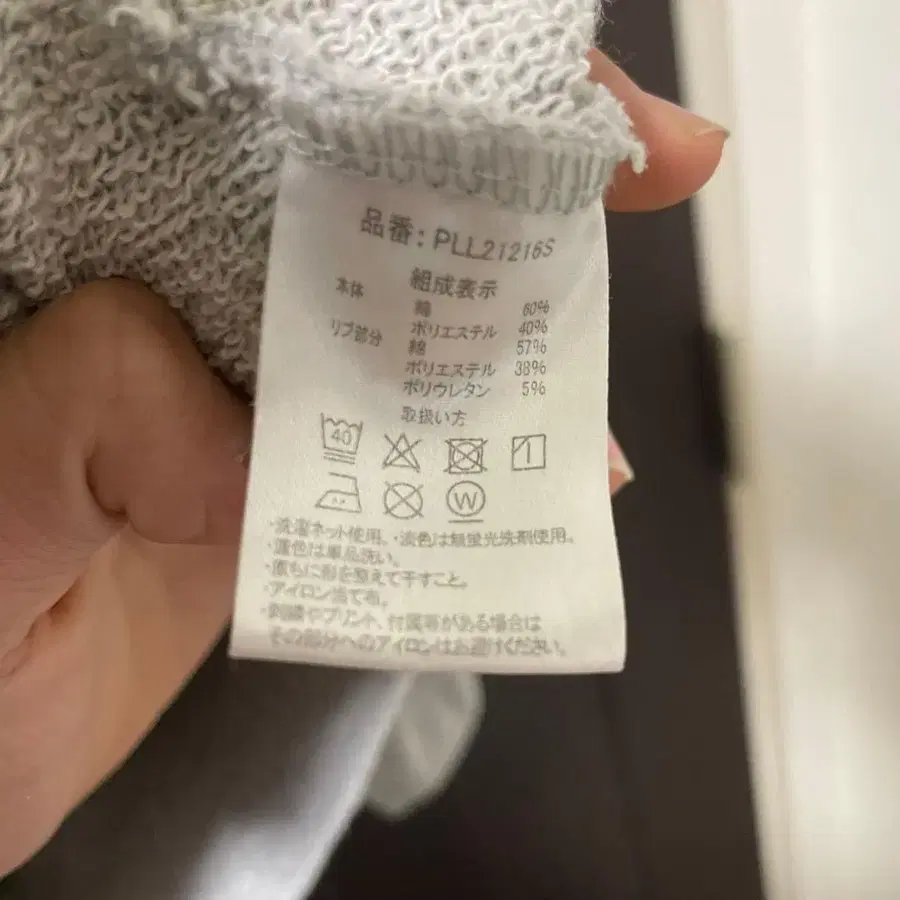 品番: PLL21216S
組成表示
本体 綿 60%
ポリエステル 40%
リブ部分 綿 57%
ポリエステル 38%
ポリウレタン 5%
取扱い方
40
W
・洗濯ネット使用。・淡色は無蛍光洗剤使用。
・濃色は単品洗い。
・直ちに形を整えて干すこと。
・アイロン当て布。
・刺繍やプリント、付属等がある場合は
その部分へのアイロンはお避けください。